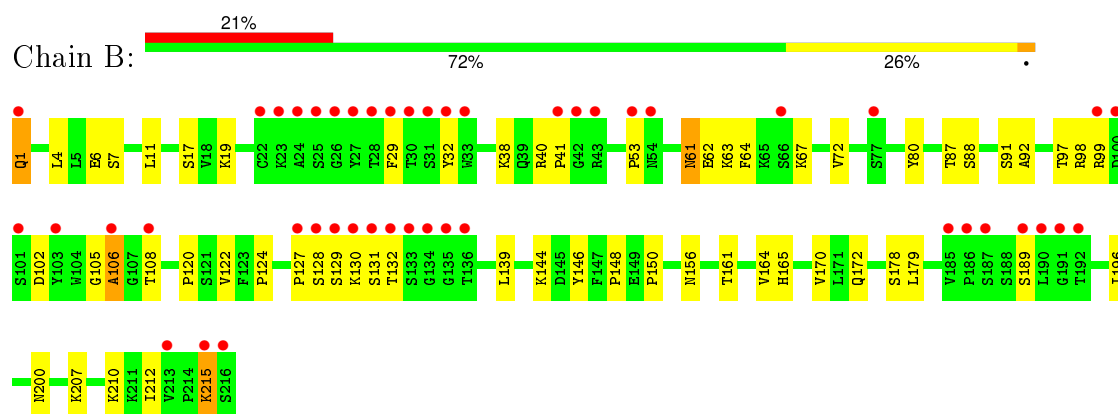 21%
Chain B:
72% 26% •
Q1 L4 L5 E6 S7 L11 S17 V18 K19 C22 K23 A24 S25 G26 Y27 T28 F29 T30 S31 Y32 W33 K38 Q39 R40 P41 G42 K43 P53 N54 N61 E62 K63 F64 K65 S66 K67 V72 S77 Y80 T87 S88 S91 A92 T97 R98 R99 D100
S101 D102 Y103 W104 G105 A106 G107 T108 P120 S121 V122 F123 P124 P127 S128 S129 K130 S131 T132 S133 G134 G135 T136 L139 K144 D145 Y146 F147 P148 E149 P150 N156 T161 V164 H165 V170 L171 Q172 S178 L179 V185 P186 S187 S188 S189 L190 G191 T192
N200 K207 K210 K211 I212 V213 P214 K215 S216